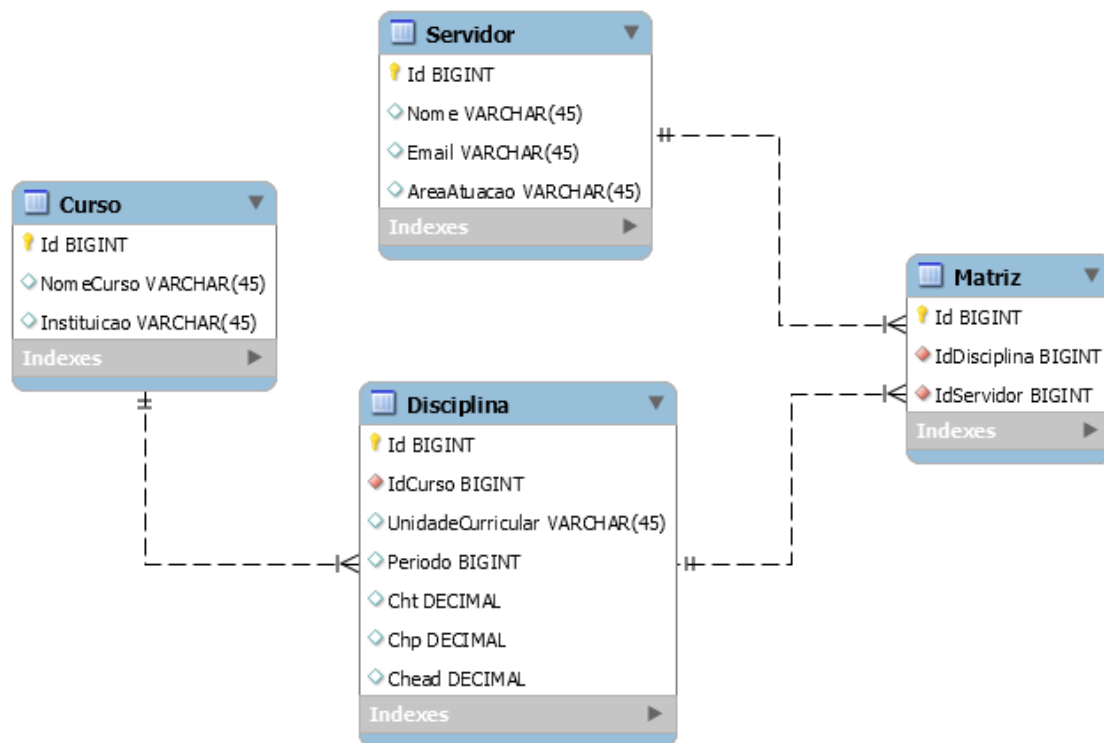 Servidor
Id BIGINT
Nome VARCHAR(45)
Email VARCHAR(45)
AreaAtuacao VARCHAR(45)
Indexes
Curso
Id BIGINT
NomeCurso VARCHAR(45)
Instituicao VARCHAR(45)
Indexes
Matriz
Id BIGINT
IdDisciplina BIGINT
IdServidor BIGINT
Indexes
Disciplina
Id BIGINT
IdCurso BIGINT
UnidadeCurricular VARCHAR(45)
Periodo BIGINT
Cht DECIMAL
Chp DECIMAL
Chead DECIMAL
Indexes